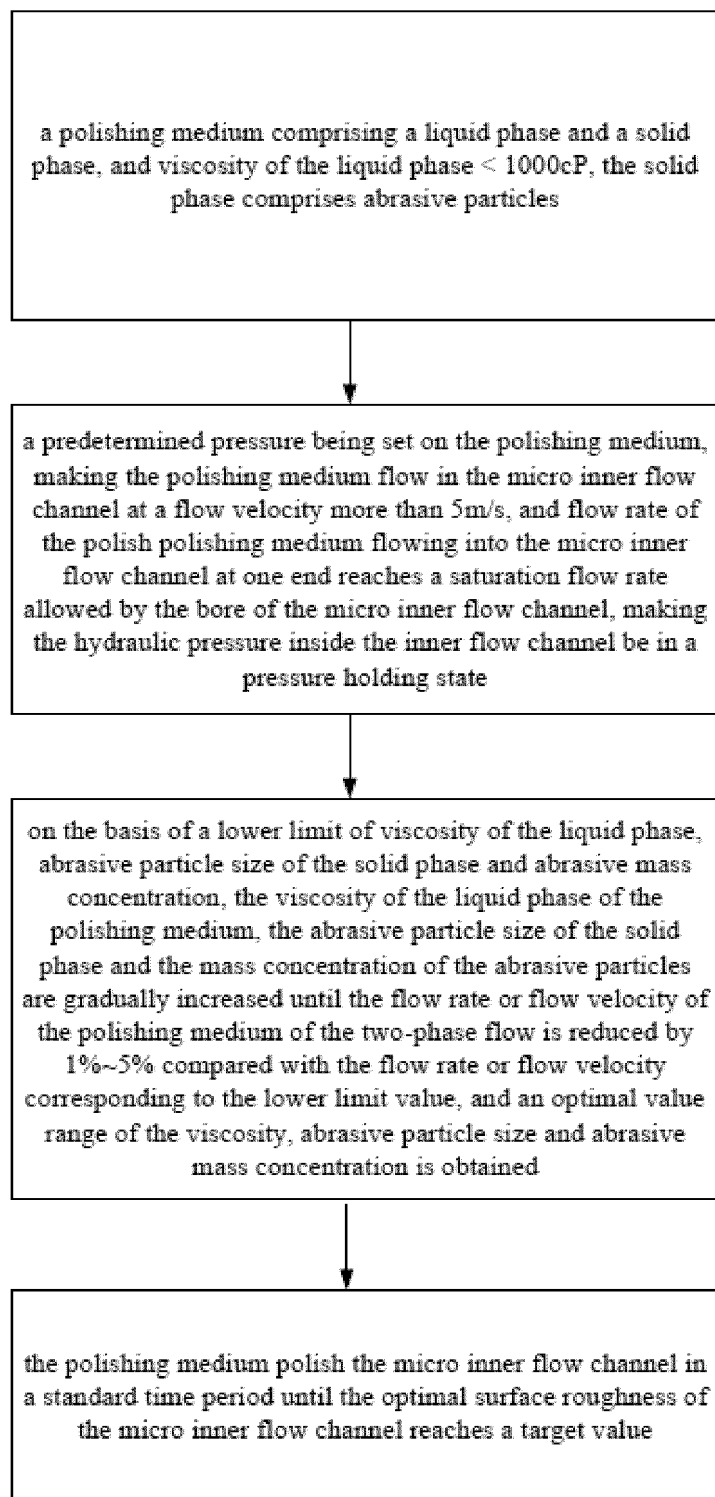 a polishing medium comprising a liquid phase and a solid
phase, and viscosity of the liquid phase < 1000cP, the solid
phase comprises abrasive particles
a predetermined pressure being set on the polishing medium,
making the polishing medium flow in the micro inner flow
channel at a flow velocity more than 5m/s, and flow rate of
the polish polishing medium flowing into the micro inner
flow channel at one end reaches a saturation flow rate
allowed by the bore of the micro inner flow channel, making
the hydraulic pressure inside the inner flow channel be in a
pressure holding state
on the basis of a lower limit of viscosity of the liquid phase,
abrasive particle size of the solid phase and abrasive mass
concentration, the viscosity of the liquid phase of the
polishing medium, the abrasive particle size of the solid
phase and the mass concentration of the abrasive particles
are gradually increased until the flow rate or flow velocity of
the polishing medium of the two-phase flow is reduced by
1%~5% compared with the flow rate or flow velocity
corresponding to the lower limit value, and an optimal value
range of the viscosity, abrasive particle size and abrasive
mass concentration is obtained
the polishing medium polish the micro inner flow channel in
a standard time period until the optimal surface roughness of
the micro inner flow channel reaches a target value